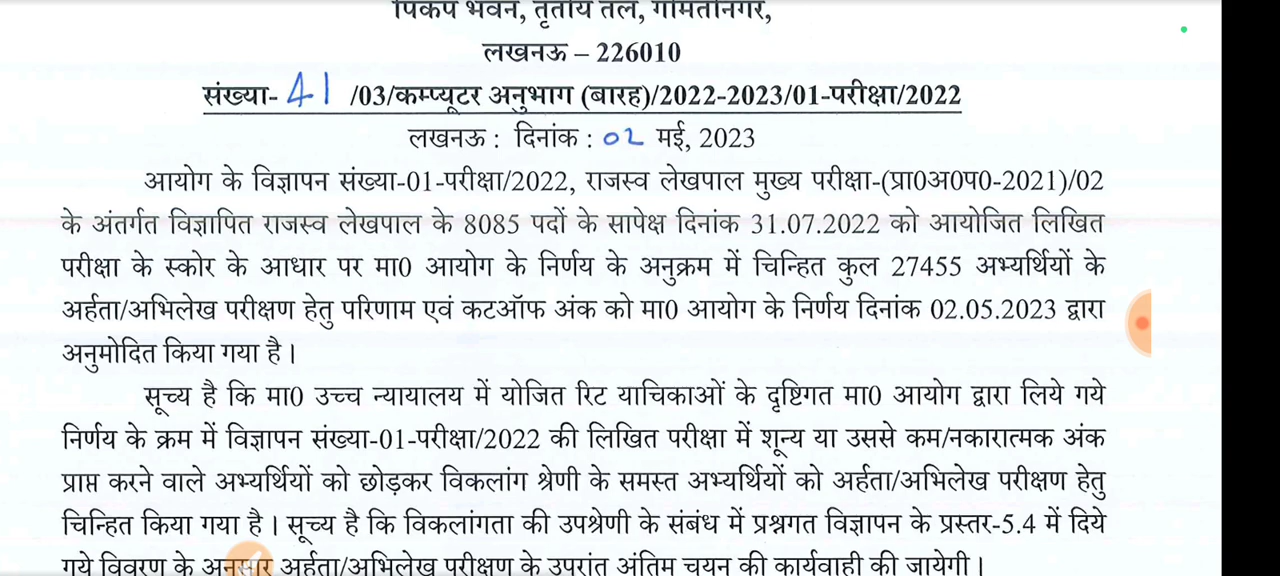 पिकप भवन, तृतीय तल, गोमतीनगर,
लखनऊ – 226010
संख्या- 41 /03/कम्प्यूटर अनुभाग (बारह)/2022-2023/01-परीक्षा/2022
लखनऊ : दिनांक : 02 मई, 2023
आयोग के विज्ञापन संख्या-01-परीक्षा/2022, राजस्व लेखपाल मुख्य परीक्षा-(प्रा0अ0प0-2021)/02
के अंतर्गत विज्ञापित राजस्व लेखपाल के 8085 पदों के सापेक्ष दिनांक 31.07.2022 को आयोजित लिखित
परीक्षा के स्कोर के आधार पर मा0 आयोग के निर्णय के अनुक्रम में चिन्हित कुल 27455 अभ्यर्थियों के
अर्हता/अभिलेख परीक्षण हेतु परिणाम एवं कटऑफ अंक को मा0 आयोग के निर्णय दिनांक 02.05.2023 द्वारा
अनुमोदित किया गया है।
सूच्य है कि मा0 उच्च न्यायालय में योजित रिट याचिकाओं के दृष्टिगत मा0 आयोग द्वारा लिये गये
निर्णय के क्रम में विज्ञापन संख्या-01-परीक्षा/2022 की लिखित परीक्षा में शून्य या उससे कम/नकारात्मक अंक
प्राप्त करने वाले अभ्यर्थियों को छोड़कर विकलांग श्रेणी के समस्त अभ्यर्थियों को अर्हता/अभिलेख परीक्षण हेतु
चिन्हित किया गया है। सूच्य है कि विकलांगता की उपश्रेणी के संबंध में प्रश्नगत विज्ञापन के प्रस्तर-5.4 में दिये
गये विवरण के अनुसार अर्हता/अभिलेख परीक्षण के उपरांत अंतिम चयन की कार्यवाही की जायेगी।